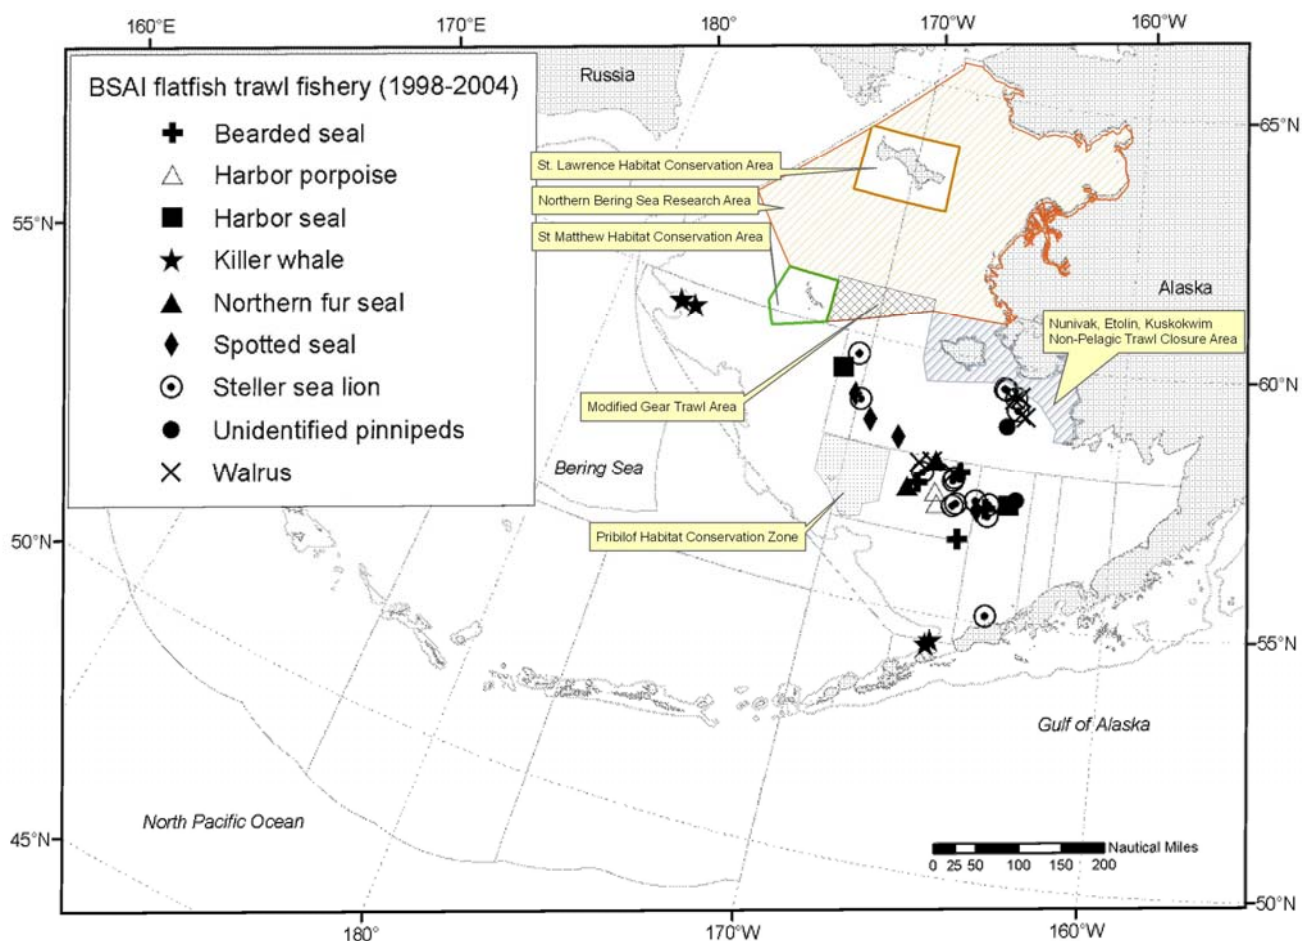 160°E
170°E
180°
170°W
160°W
BSAI flatfish trawl fishery (1998-2004)
Bearded seal
Harbor porpoise
Harbor seal
Killer whale
Northern fur seal
Spotted seal
Steller sea lion
Unidentified pinnipeds
Walrus
Russia
65°N
St. Lawrence Habitat Conservation Area
Northern Bering Sea Research Area
St Matthew Habitat Conservation Area
55°N
Alaska
Nunivak, Etolin, Kuskokwim
Non-Pelagic Trawl Closure Area
60°N
Modified Gear Trawl Area
Bering Sea
Pribilof Habitat Conservation Zone
50°N
55°N
Gulf of Alaska
North Pacific Ocean
45°N
Nautical Miles
0 25 50 100 150 200
50°N
180°
170°W
160°W